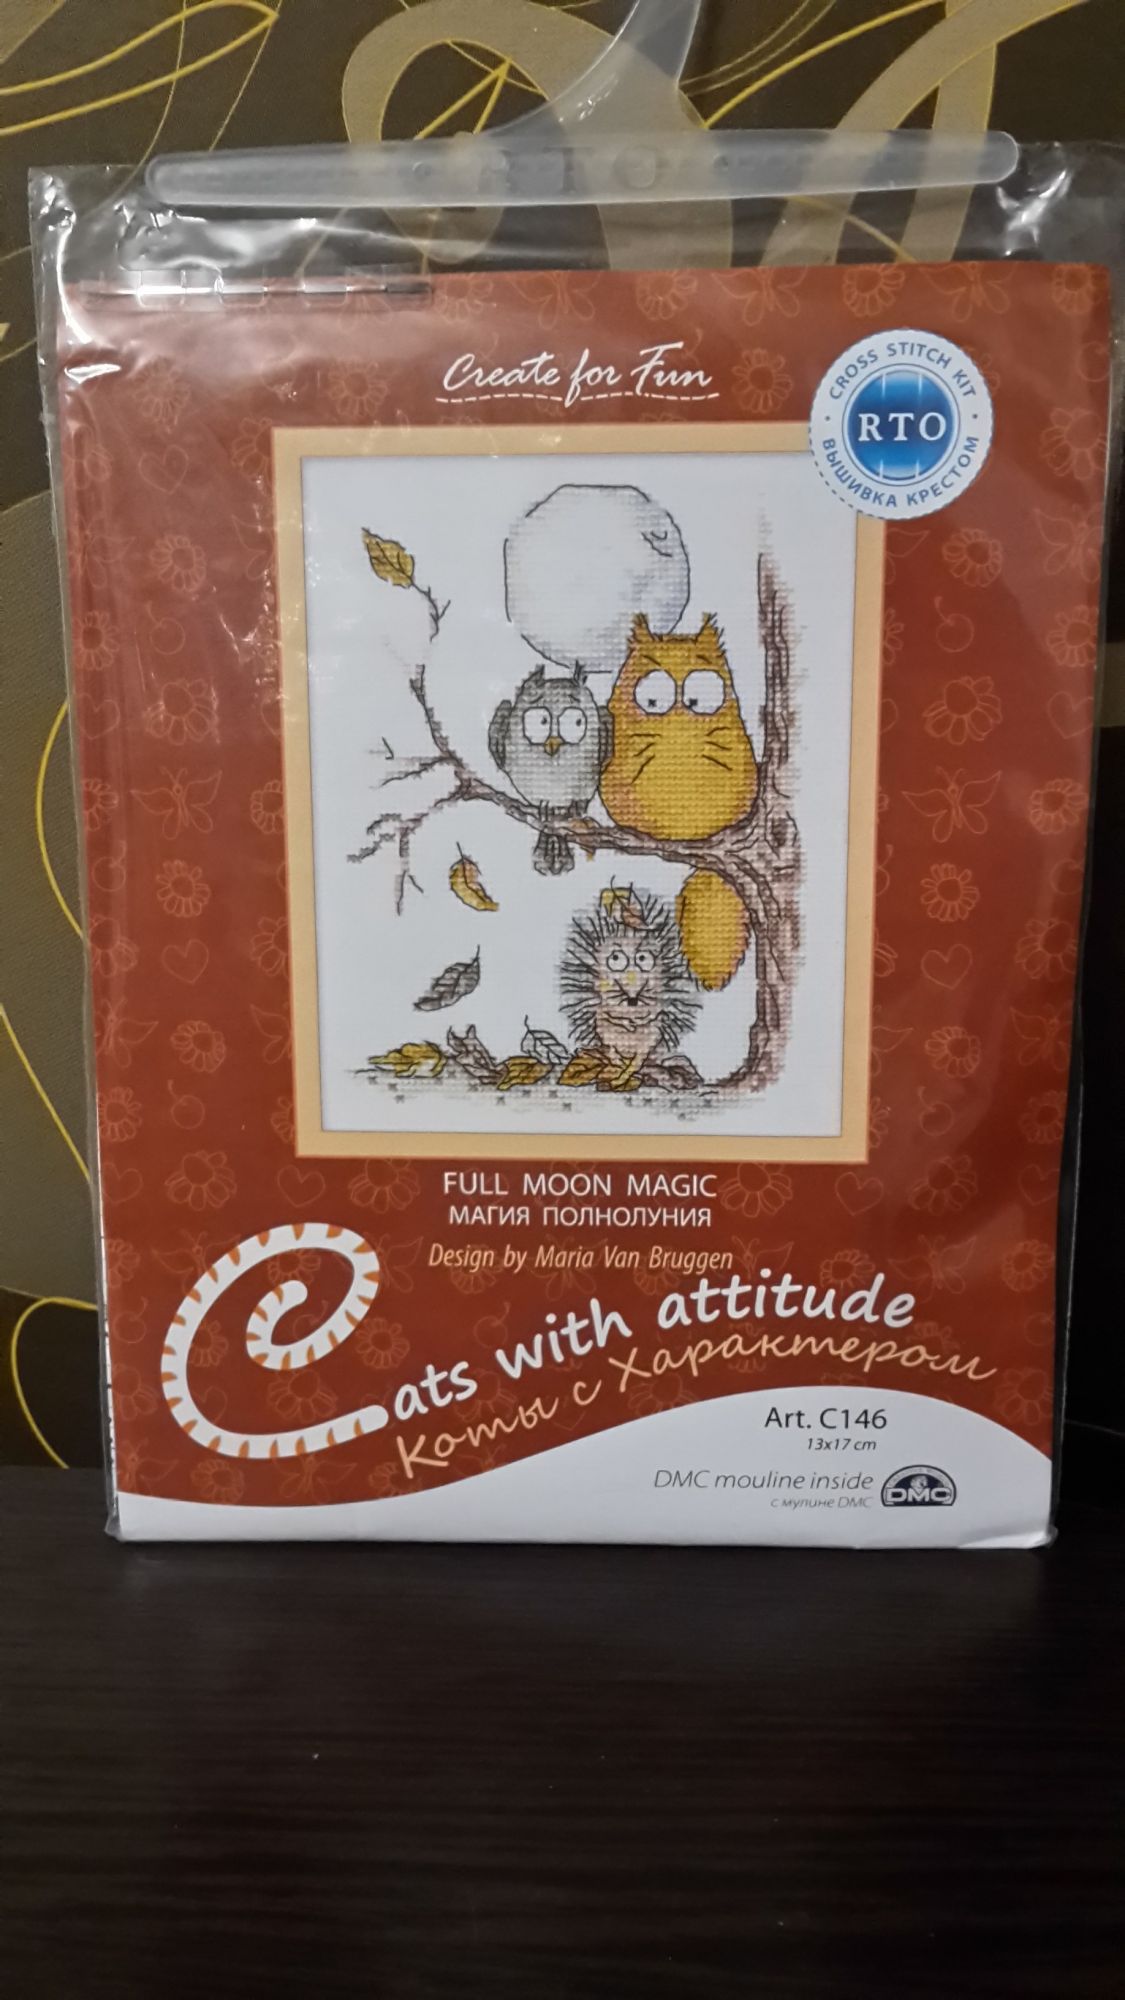 RTO
Create for Fun
CROSS STITCH KIT
RTO
ВЫШИВКА КРЕСТОМ
FULL MOON MAGIC
МАГИЯ ПОЛНОЛУНИЯ
Design by Maria Van Bruggen
Cats with attitude
Коты с Характером
Art. C146
13x17 cm
DMC mouline inside
с мулине DMC
DMC